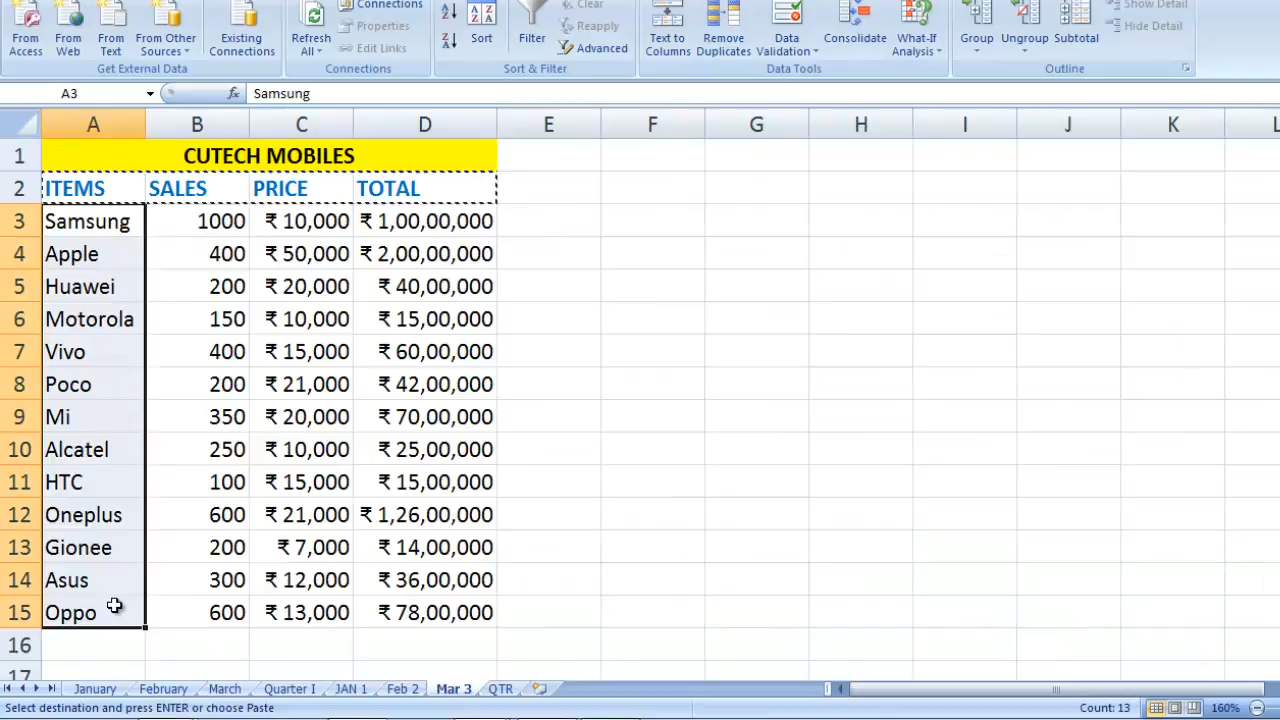 Connections
Clear
Show Detail
Properties
Reapply
Hide Detail
Edit Links
Advanced
From Access
From Web
From Text
From Other Sources
Existing Connections
Refresh All
Sort
Filter
Text to Columns
Remove Duplicates
Data Validation
Consolidate
What-If Analysis
Group
Ungroup
Subtotal
Get External Data
Connections
Sort & Filter
Data Tools
Outline
A3 fx Samsung
A B C D E F G H I J K L
1 CUTECH MOBILES
2 ITEMS SALES PRICE TOTAL
3 Samsung 1000 ₹ 10,000 ₹ 1,00,00,000
4 Apple 400 ₹ 50,000 ₹ 2,00,00,000
5 Huawei 200 ₹ 20,000 ₹ 40,00,000
6 Motorola 150 ₹ 10,000 ₹ 15,00,000
7 Vivo 400 ₹ 15,000 ₹ 60,00,000
8 Poco 200 ₹ 21,000 ₹ 42,00,000
9 Mi 350 ₹ 20,000 ₹ 70,00,000
10 Alcatel 250 ₹ 10,000 ₹ 25,00,000
11 HTC 100 ₹ 15,000 ₹ 15,00,000
12 Oneplus 600 ₹ 21,000 ₹ 1,26,00,000
13 Gionee 200 ₹ 7,000 ₹ 14,00,000
14 Asus 300 ₹ 12,000 ₹ 36,00,000
15 Oppo 600 ₹ 13,000 ₹ 78,00,000
16
17
January February March Quarter I JAN 1 Feb 2 Mar 3 QTR
Select destination and press ENTER or choose Paste Count: 13 160%